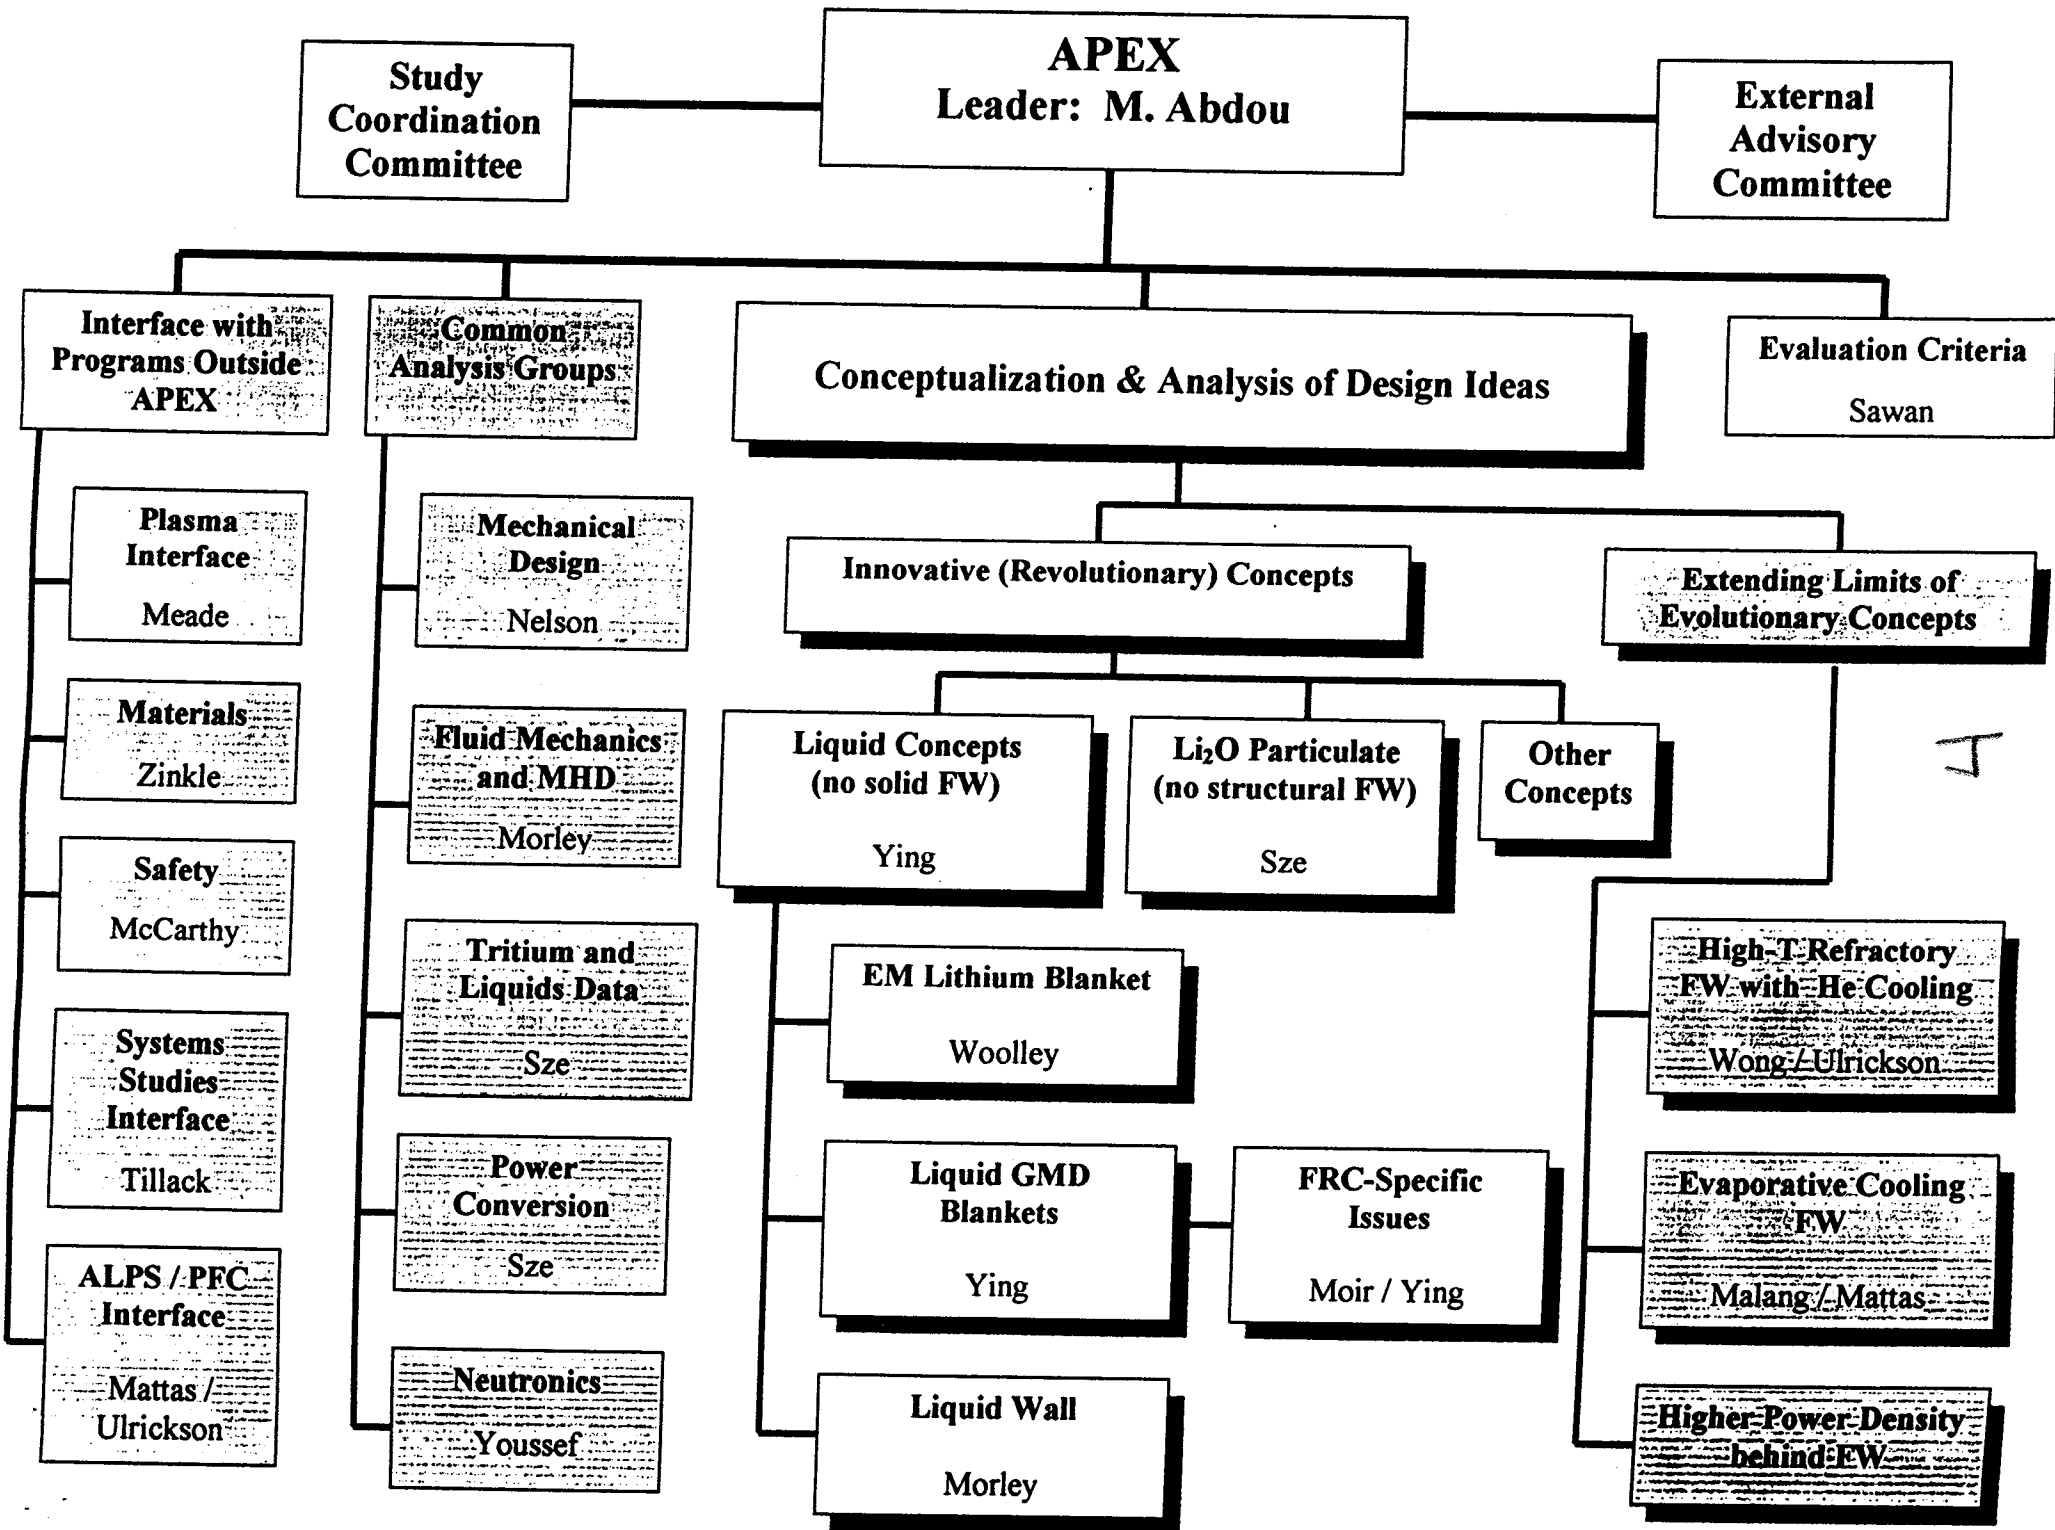 APEX
Leader: M. Abdou
Study
Coordination
Committee
External
Advisory
Committee
Interface with
Programs Outside
APEX
Common
Analysis Groups
Conceptualization & Analysis of Design Ideas
Evaluation Criteria
Sawan
Plasma
Interface
Meade
Materials
Zinkle
Safety
McCarthy
Systems
Studies
Interface
Tillack
ALPS / PFC
Interface
Mattas /
Ulrickson
Mechanical
Design
Nelson
Fluid Mechanics
and MHD
Morley
Tritium and
Liquids Data
Sze
Power
Conversion
Sze
Neutronics
Youssef
Innovative (Revolutionary) Concepts
Extending Limits of
Evolutionary Concepts
Liquid Concepts
(no solid FW)
Ying
Li₂O Particulate
(no structural FW)
Sze
Other
Concepts
EM Lithium Blanket
Woolley
Liquid GMD
Blankets
Ying
FRC-Specific
Issues
Moir / Ying
Liquid Wall
Morley
High-T Refractory
FW with He Cooling
Wong / Ulrickson
Evaporative Cooling
FW
Malang / Mattas
Higher Power Density
behind FW